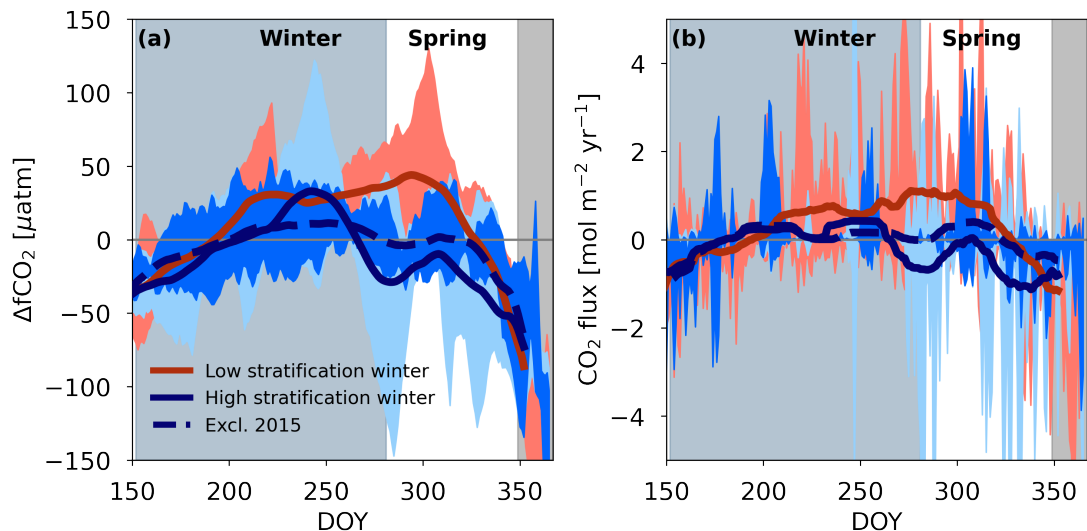 (a) Winter Spring
150
100
50
0
−50
−100
−150
ΔfCO₂ [μatm]
Low stratification winter
High stratification winter
Excl. 2015
150 200 250 300 350
DOY
(b) Winter Spring
4
2
0
−2
−4
CO₂ flux [mol m⁻² yr⁻¹]
150 200 250 300 350
DOY